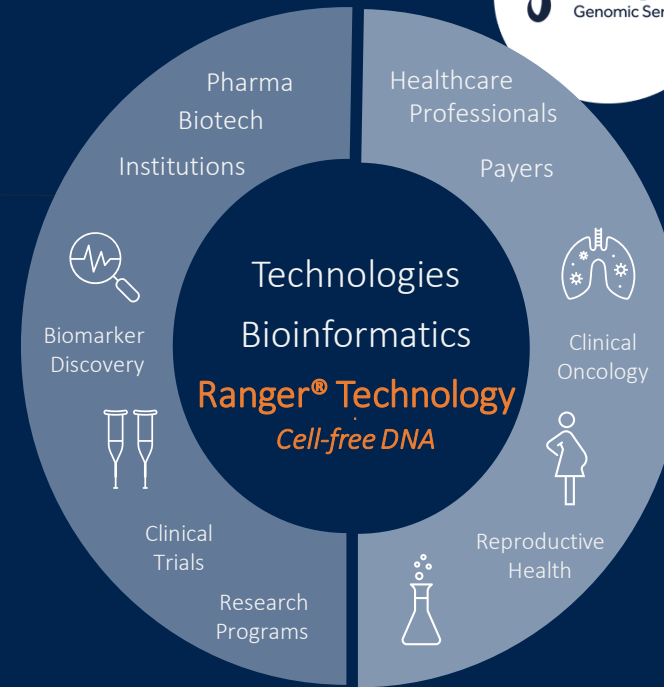 Genomic Ser
Pharma
Biotech
Institutions
Healthcare
Professionals
Payers
Technologies
Bioinformatics
Ranger® Technology
Cell-free DNA
Biomarker
Discovery
Clinical
Trials
Research
Programs
Clinical
Oncology
Reproductive
Health